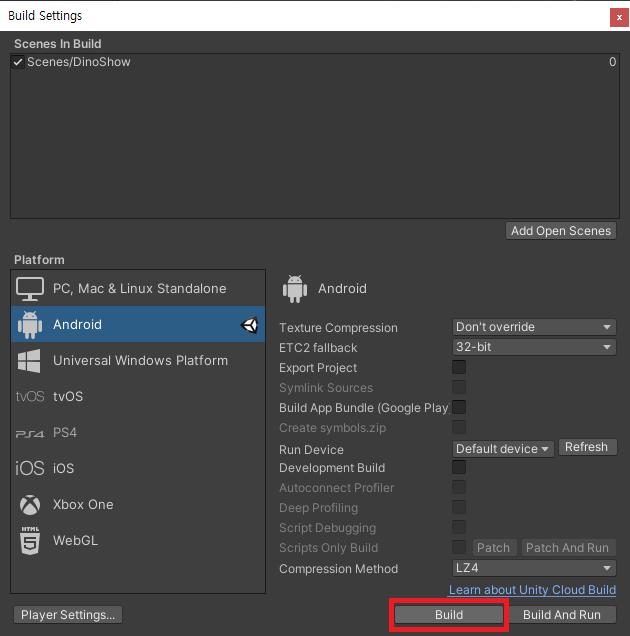 Build Settings
Scenes In Build
Scenes/DinoShow 0
Add Open Scenes
Platform
PC, Mac & Linux Standalone
Android
Universal Windows Platform
tvOS tvOS
PS4 PS4
iOS iOS
Xbox One
HTML 5 WebGL
Android
Texture Compression Don't override
ETC2 fallback 32-bit
Export Project
Symlink Sources
Build App Bundle (Google Play
Create symbols.zip
Run Device Default device Refresh
Development Build
Autoconnect Profiler
Deep Profiling
Script Debugging
Scripts Only Build Patch Patch And Run
Compression Method LZ4
Learn about Unity Cloud Build
Player Settings... Build Build And Run